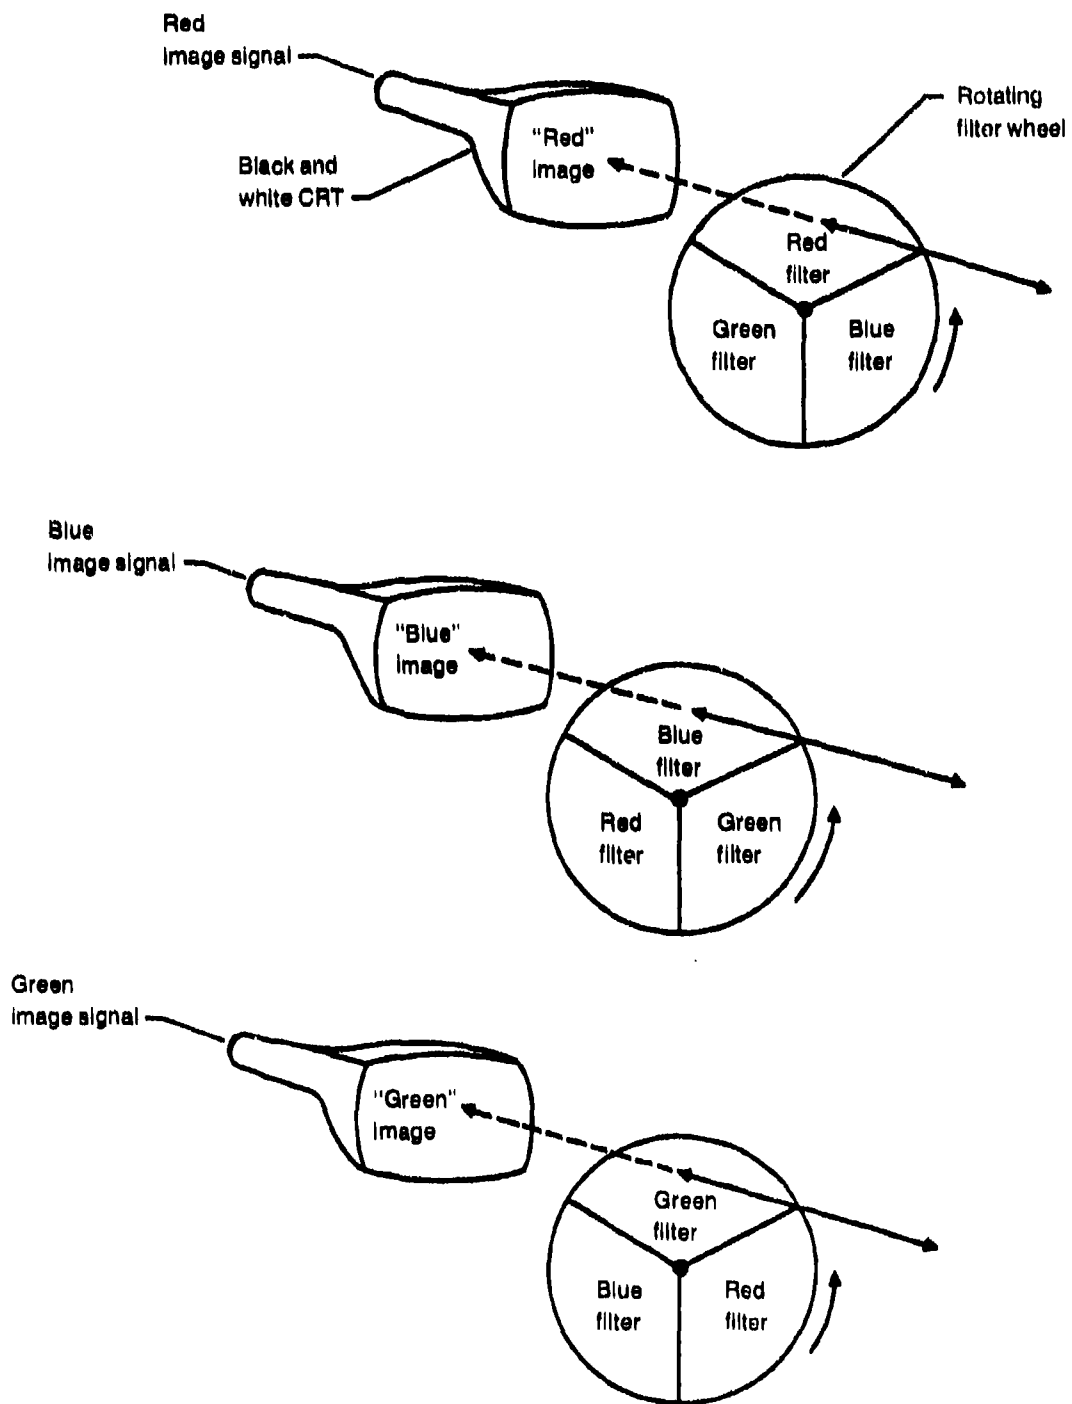 Red
image signal
Rotating
filter wheel
"Red"
image
Black and
white CRT
Red
filter
Green
filter
Blue
filter
Blue
image signal
"Blue"
image
Blue
filter
Red
filter
Green
filter
Green
image signal
"Green"
image
Green
filter
Blue
filter
Red
filter